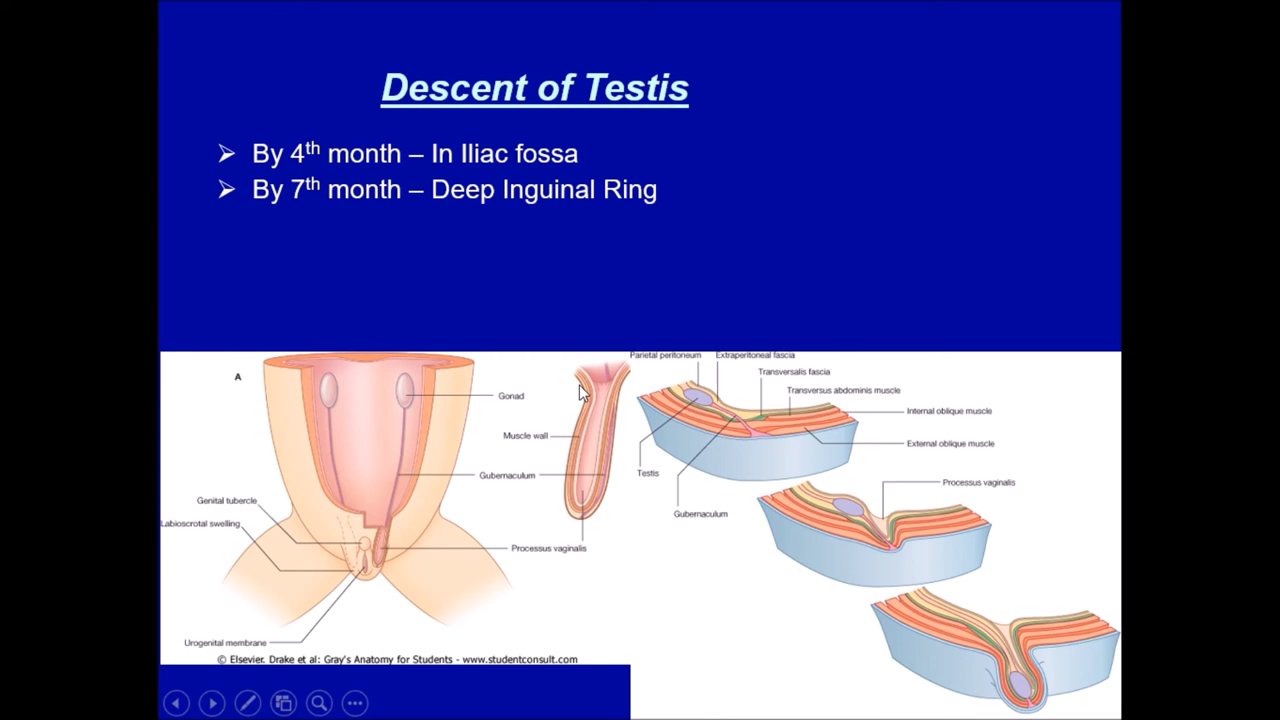 Descent of Testis
➢ By 4th month – In Iliac fossa
➢ By 7th month – Deep Inguinal Ring
A
Gonad
Muscle wall
Gubernaculum
Genital tubercle
Labioscrotal swelling
Processus vaginalis
Urogenital membrane
© Elsevier. Drake et al: Gray's Anatomy for Students - www.studentconsult.com
Parietal peritoneum
Extraperitoneal fascia
Transversalis fascia
Transversus abdominis muscle
Internal oblique muscle
External oblique muscle
Testis
Gubernaculum
Processus vaginalis